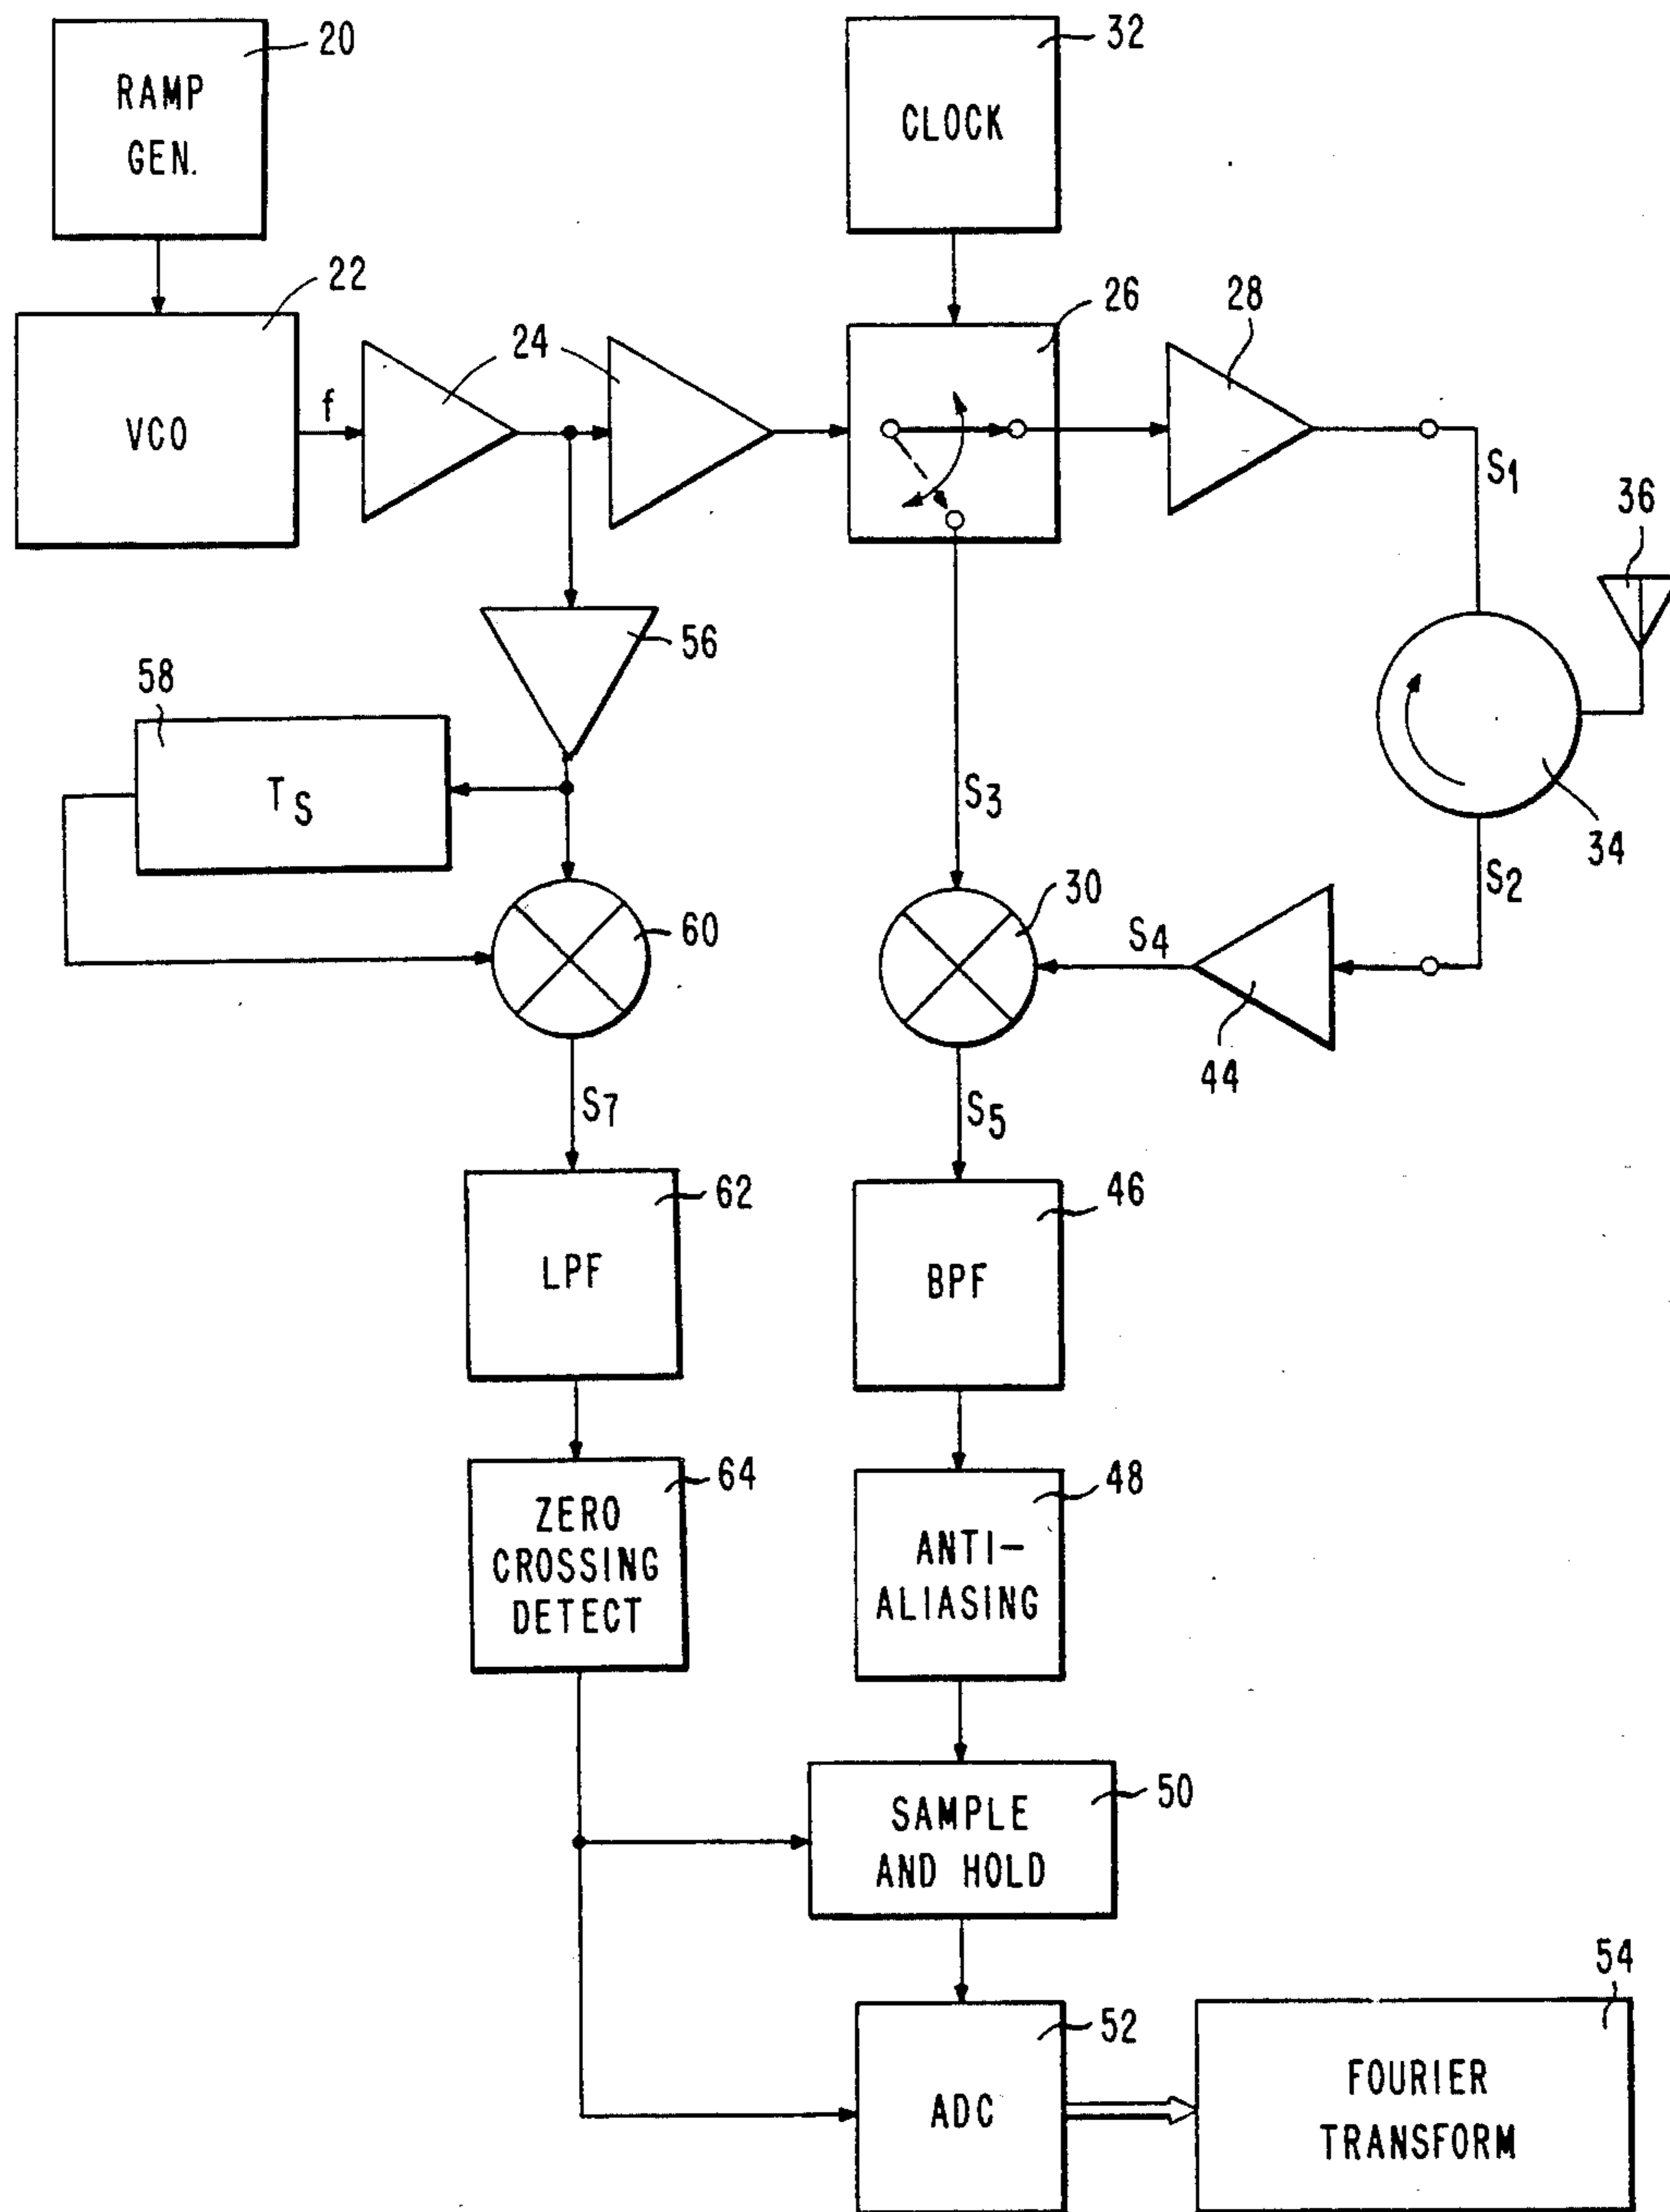 20
RAMP
GEN.
32
CLOCK
22
VCO
f
24
26
28
S1
36
56
58
TS
S3
34
S2
60
30
S4
44
S7
S5
62
LPF
46
BPF
64
ZERO
CROSSING
DETECT
48
ANTI-
ALIASING
50
SAMPLE
AND HOLD
52
ADC
54
FOURIER
TRANSFORM